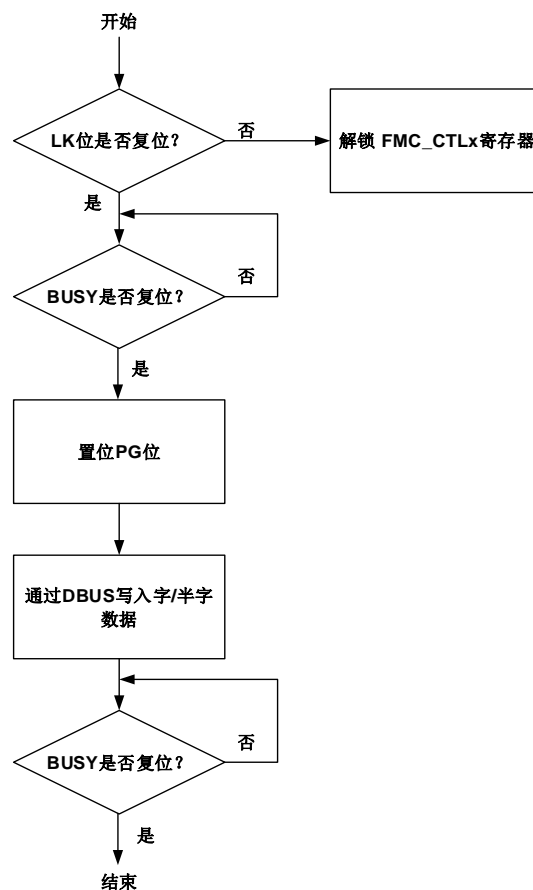 开始
LK位是否复位？
否
解锁 FMC_CTLx寄存器
是
BUSY是否复位？
否
是
置位PG位
通过DBUS写入字/半字
数据
BUSY是否复位？
否
是
结束